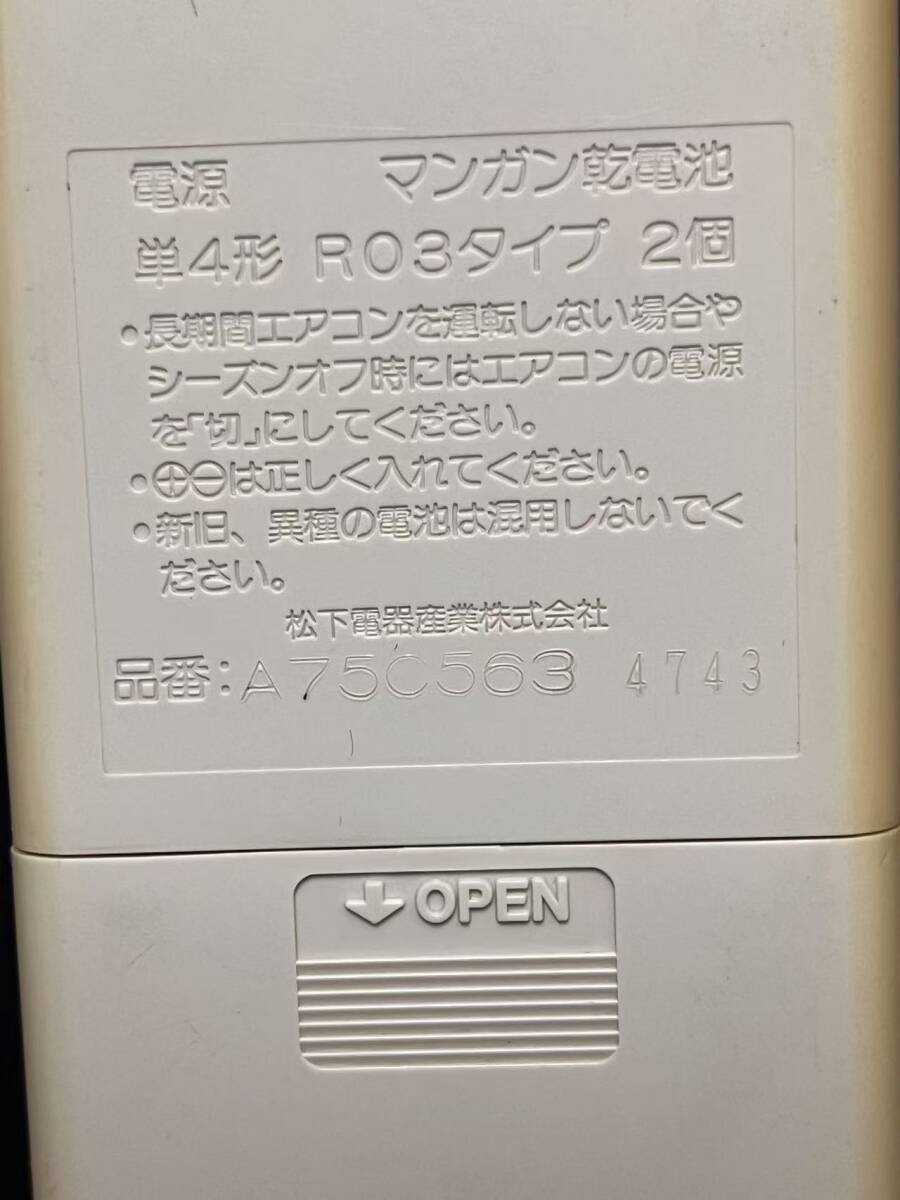 電源 マンガン乾電池
単4形 R03タイプ 2個
•長期間エアコンを運転しない場合や
シーズンオフ時にはエアコンの電源
を「切」にしてください。
•⊕⊖は正しく入れてください。
•新旧、異種の電池は混用しないでく
ださい。
松下電器産業株式会社
品番:A75C563 4743
↓OPEN